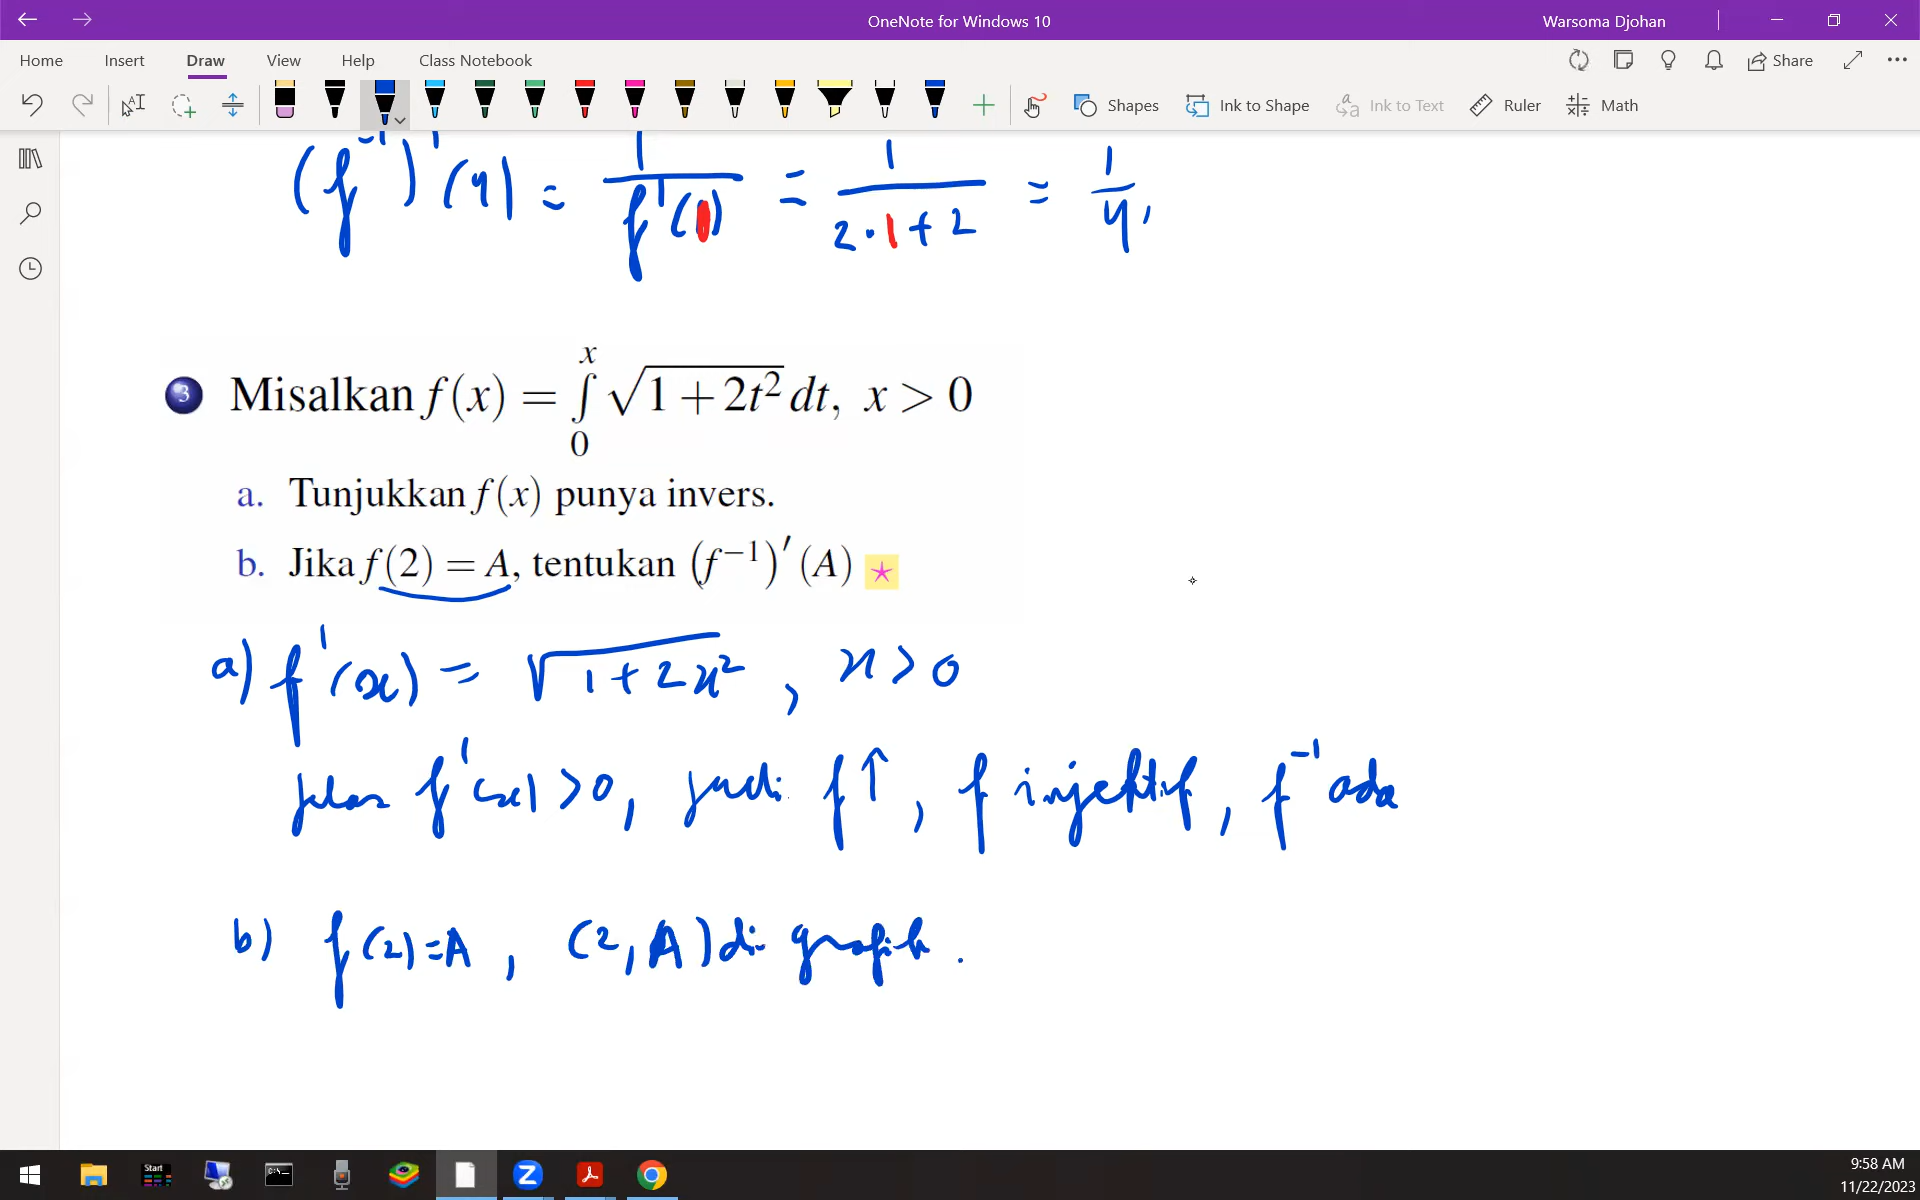 OneNote for Windows 10
Warsoma Djohan
Home Insert Draw View Help Class Notebook
Share
Shapes Ink to Shape Ink to Text Ruler Math
(f⁻¹)'(4) = 1/f'(1) = 1/(2·1+2) = 1/4,
3 Misalkan f(x) = ∫₀ˣ √(1+2t²) dt, x > 0
a. Tunjukkan f(x) punya invers.
b. Jika f(2) = A, tentukan (f⁻¹)′(A) ★
a) f'(x) = √(1+2x²), x > 0
jelas f'(x) > 0, jadi f↑, f injektif, f⁻¹ ada
b) f(2)=A, (2,A) di grafik.
Start
9:58 AM
11/22/2023